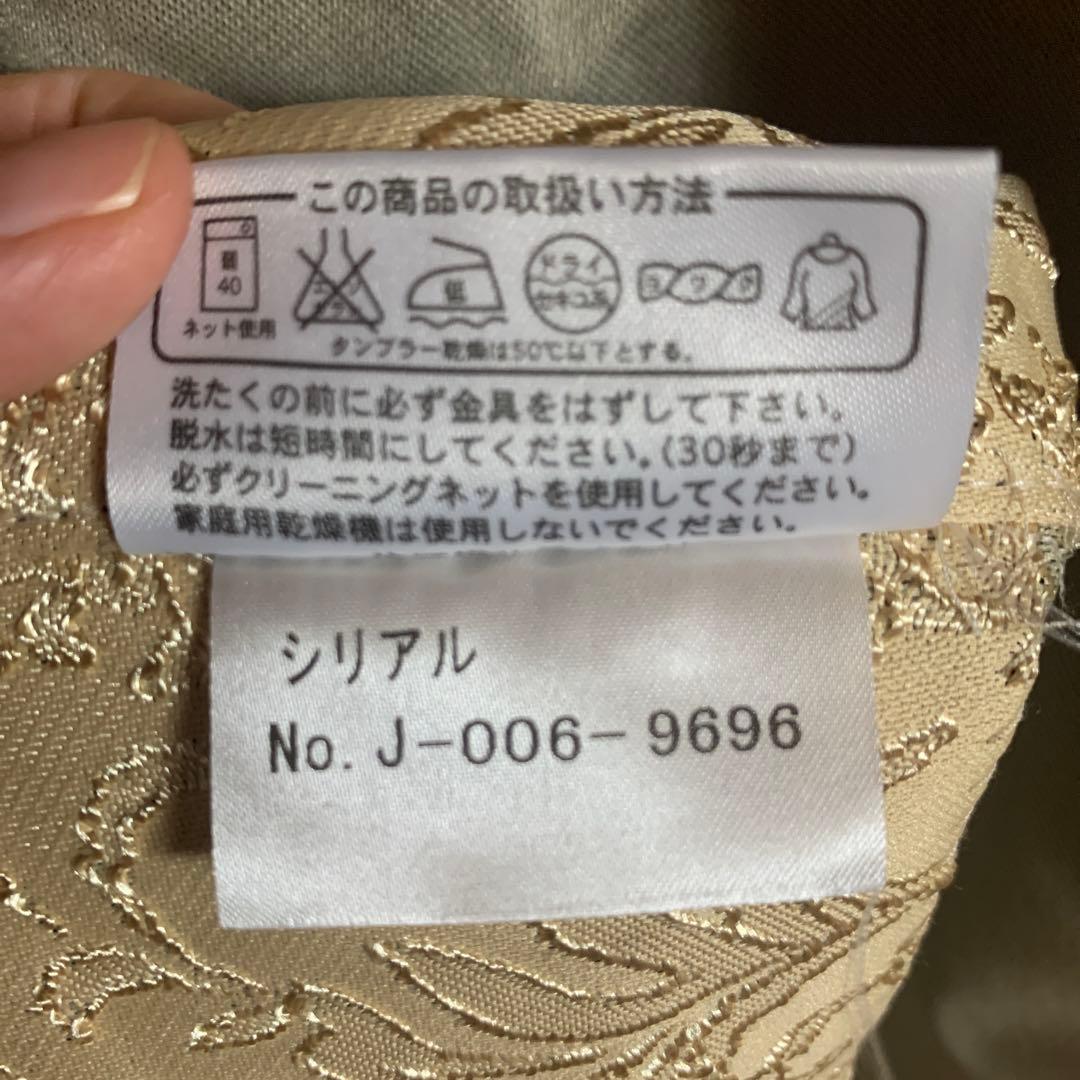 この商品の取扱い方法
弱
40
ネット使用
エンソ
サラシ
低
ドライ
セキユ系
ヨワク
タンブラー乾燥は50℃以下とする。
洗たくの前に必ず金具をはずして下さい。
脱水は短時間にしてください。(30秒まで)
必ずクリーニングネットを使用してください。
家庭用乾燥機は使用しないでください。
シリアル
No. J-006-9696